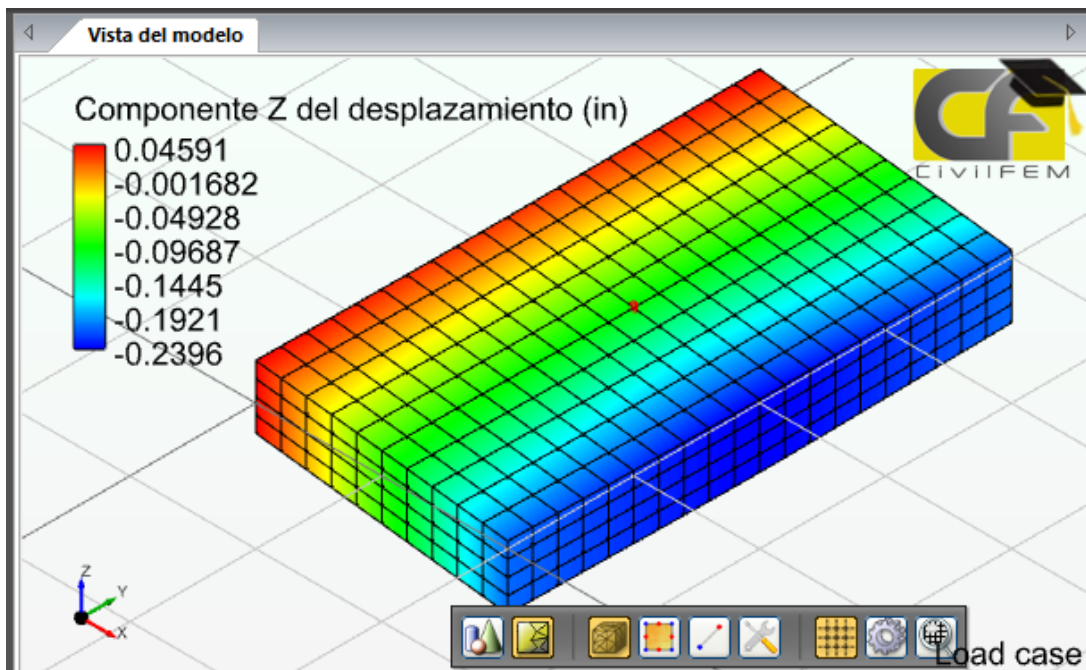 Vista del modelo
Componente Z del desplazamiento (in)
0.04591
-0.001682
-0.04928
-0.09687
-0.1445
-0.1921
-0.2396
CF
CivilFEM
Z
Y
X
Load case